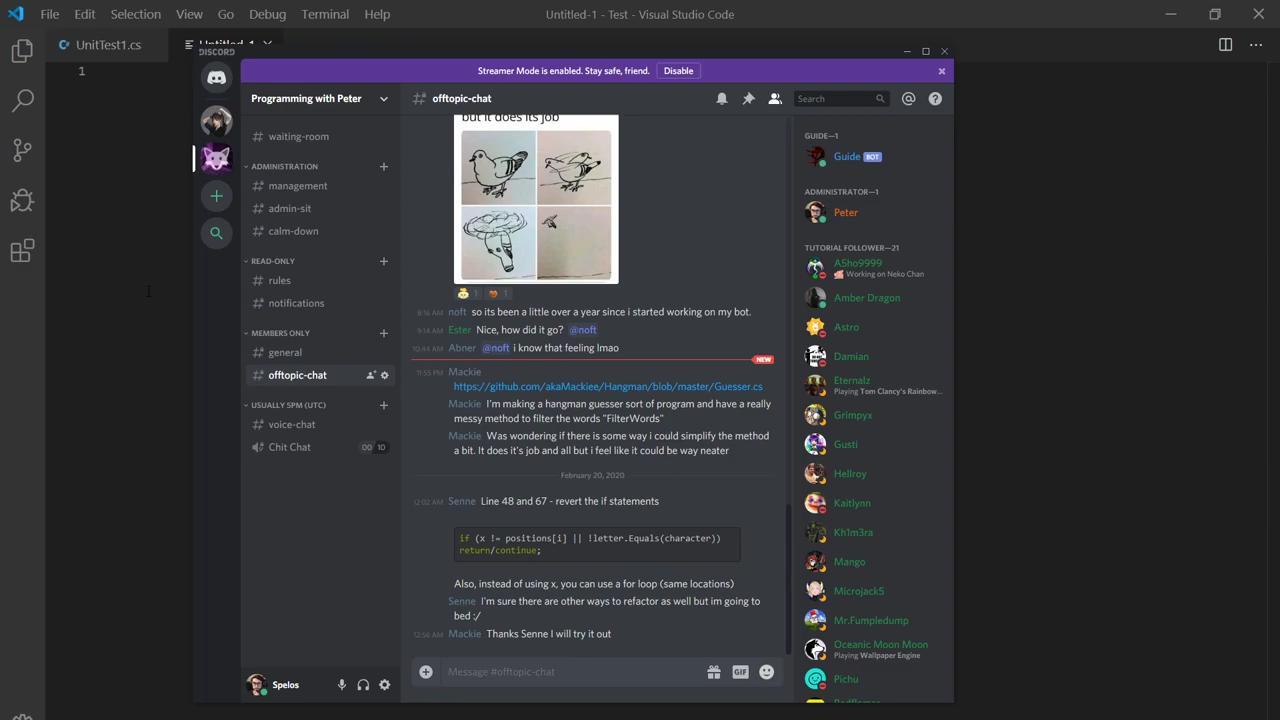 File Edit Selection View Go Debug Terminal Help
Untitled-1 - Test - Visual Studio Code
UnitTest1.cs
Untitled-1
1
DISCORD
Streamer Mode is enabled. Stay safe, friend. Disable
Programming with Peter
# waiting-room
ADMINISTRATION
# management
# admin-sit
# calm-down
READ-ONLY
# rules
# notifications
MEMBERS ONLY
# general
# offtopic-chat
USUALLY 5PM (UTC)
# voice-chat
Chit Chat 00 10
Spelos
# offtopic-chat
Search
but it does its job
1 1
8:16 AM noft so its been a little over a year since i started working on my bot.
9:14 AM Ester Nice, how did it go? @noft
10:44 AM Abner @noft i know that feeling lmao
NEW
11:55 PM Mackie
https://github.com/akaMackiee/Hangman/blob/master/Guesser.cs
Mackie I'm making a hangman guesser sort of program and have a really
messy method to filter the words "FilterWords"
Mackie Was wondering if there is some way i could simplify the method
a bit. It does it's job and all but i feel like it could be way neater
February 20, 2020
12:02 AM Senne Line 48 and 67 - revert the if statements
if (x != positions[i] || !letter.Equals(character))
return/continue;
Also, instead of using x, you can use a for loop (same locations)
Senne I'm sure there are other ways to refactor as well but im going to
bed :/
12:56 AM Mackie Thanks Senne I will try it out
Message #offtopic-chat
GIF
GUIDE—1
Guide BOT
ADMINISTRATOR—1
Peter
TUTORIAL FOLLOWER—21
A5ho9999
Working on Neko Chan
Amber Dragon
Astro
Damian
Eternalz
Playing Tom Clancy's Rainbow...
Grimpyx
Gusti
Hellroy
Kaitlynn
Kh1m3ra
Mango
Microjack5
Mr.Fumpledump
Oceanic Moon Moon
Playing Wallpaper Engine
Pichu